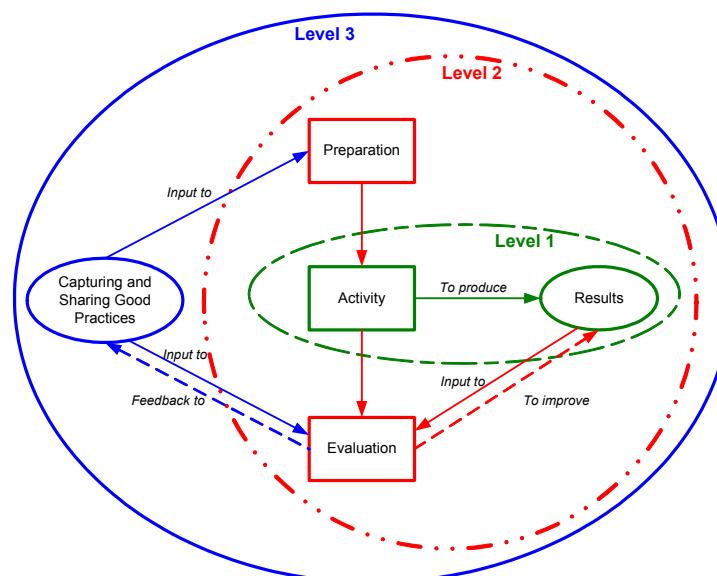 Level 3
Level 2
Preparation
Input to
Level 1
Capturing and
Sharing Good
Practices
Activity
To produce
Results
Input to
Input to
Feedback to
To improve
Evaluation